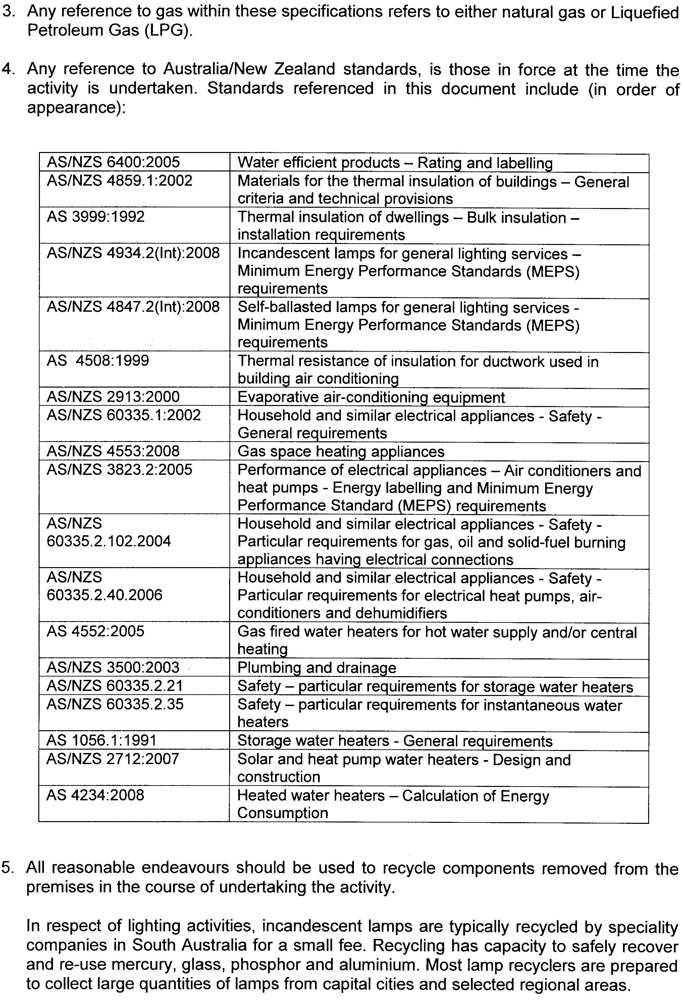 3. Any reference to gas within these specifications refers to either natural gas or Liquefied
Petroleum Gas (LPG).
4. Any reference to Australia/New Zealand standards, is those in force at the time the
activity is undertaken. Standards referenced in this document include (in order of
appearance):
AS/NZS 6400:2005 Water efficient products – Rating and labelling
AS/NZS 4859.1:2002 Materials for the thermal insulation of buildings – General
criteria and technical provisions
AS 3999:1992 Thermal insulation of dwellings – Bulk insulation –
installation requirements
AS/NZS 4934.2(Int):2008 Incandescent lamps for general lighting services –
Minimum Energy Performance Standards (MEPS)
requirements
AS/NZS 4847.2(Int):2008 Self-ballasted lamps for general lighting services -
Minimum Energy Performance Standards (MEPS)
requirements
AS 4508:1999 Thermal resistance of insulation for ductwork used in
building air conditioning
AS/NZS 2913:2000 Evaporative air-conditioning equipment
AS/NZS 60335.1:2002 Household and similar electrical appliances - Safety -
General requirements
AS/NZS 4553:2008 Gas space heating appliances
AS/NZS 3823.2:2005 Performance of electrical appliances – Air conditioners and
heat pumps - Energy labelling and Minimum Energy
Performance Standard (MEPS) requirements
AS/NZS Household and similar electrical appliances - Safety -
60335.2.102.2004 Particular requirements for gas, oil and solid-fuel burning
appliances having electrical connections
AS/NZS Household and similar electrical appliances - Safety -
60335.2.40.2006 Particular requirements for electrical heat pumps, air-
conditioners and dehumidifiers
AS 4552:2005 Gas fired water heaters for hot water supply and/or central
heating
AS/NZS 3500:2003 Plumbing and drainage
AS/NZS 60335.2.21 Safety – particular requirements for storage water heaters
AS/NZS 60335.2.35 Safety – particular requirements for instantaneous water
heaters
AS 1056.1:1991 Storage water heaters - General requirements
AS/NZS 2712:2007 Solar and heat pump water heaters - Design and
construction
AS 4234:2008 Heated water heaters – Calculation of Energy
Consumption
5. All reasonable endeavours should be used to recycle components removed from the
premises in the course of undertaking the activity.
In respect of lighting activities, incandescent lamps are typically recycled by speciality
companies in South Australia for a small fee. Recycling has capacity to safely recover
and re-use mercury, glass, phosphor and aluminium. Most lamp recyclers are prepared
to collect large quantities of lamps from capital cities and selected regional areas.